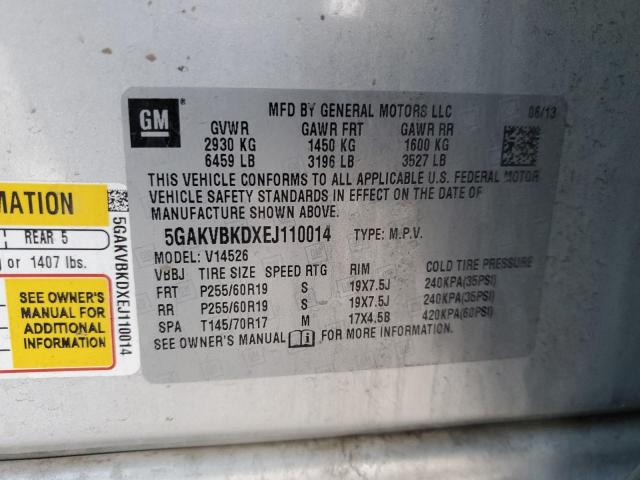 GM
MFD BY GENERAL MOTORS LLC 06/13
GVWR GAWR FRT GAWR RR
2930 KG 1450 KG 1600 KG
6459 LB 3196 LB 3527 LB
THIS VEHICLE CONFORMS TO ALL APPLICABLE U.S. FEDERAL MOTOR
VEHICLE SAFETY STANDARDS IN EFFECT ON THE DATE OF
MANUFACTURE SHOWN ABOVE.
5GAKVBKDXEJ110014 TYPE: M.P.V.
MODEL: V14526
VBBJ TIRE SIZE SPEED RTG RIM COLD TIRE PRESSURE
FRT P255/60R19 S 19X7.5J 240KPA(35PSI)
RR P255/60R19 S 19X7.5J 240KPA(35PSI)
SPA T145/70R17 M 17X4.5B 420KPA(60PSI)
SEE OWNER'S MANUAL FOR MORE INFORMATION.
MATION
REAR 5
or 1407 lbs.
SEE OWNER'S
MANUAL FOR
ADDITIONAL
INFORMATION
5GAKVBKDXEJ110014